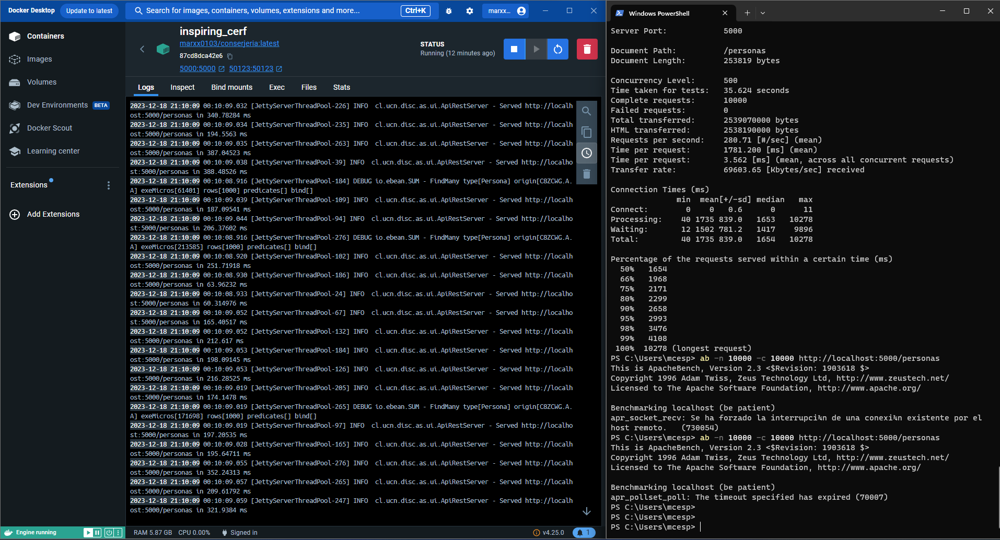 Docker Desktop
Update to latest
Search for images, containers, volumes, extensions and more...
Ctrl+K
marxx...
Containers
Images
Volumes
Dev Environments BETA
Docker Scout
Learning center
Extensions
Add Extensions
inspiring_cerf
marxx0103/conserjeria:latest
87cd8dca42e6
5000:5000 50123:50123
STATUS
Running (12 minutes ago)
Logs Inspect Bind mounts Exec Files Stats
2023-12-18 21:10:09 00:10:09.032 [JettyServerThreadPool-226] INFO  cl.ucn.disc.as.ui.ApiRestServer - Served http://localh
ost:5000/personas in 340.78284 ms
2023-12-18 21:10:09 00:10:09.034 [JettyServerThreadPool-235] INFO  cl.ucn.disc.as.ui.ApiRestServer - Served http://localh
ost:5000/personas in 194.5563 ms
2023-12-18 21:10:09 00:10:09.035 [JettyServerThreadPool-263] INFO  cl.ucn.disc.as.ui.ApiRestServer - Served http://localh
ost:5000/personas in 387.04523 ms
2023-12-18 21:10:09 00:10:09.038 [JettyServerThreadPool-39] INFO  cl.ucn.disc.as.ui.ApiRestServer - Served http://localho
st:5000/personas in 388.48526 ms
2023-12-18 21:10:09 00:10:08.916 [JettyServerThreadPool-184] DEBUG io.ebean.SUM - FindMany type[Persona] origin[C8ZCWG.A.
A] exeMicros[61401] rows[1000] predicates[] bind[]
2023-12-18 21:10:09 00:10:09.039 [JettyServerThreadPool-109] INFO  cl.ucn.disc.as.ui.ApiRestServer - Served http://localh
ost:5000/personas in 187.09541 ms
2023-12-18 21:10:09 00:10:09.044 [JettyServerThreadPool-94] INFO  cl.ucn.disc.as.ui.ApiRestServer - Served http://localho
st:5000/personas in 206.37602 ms
2023-12-18 21:10:09 00:10:08.916 [JettyServerThreadPool-276] DEBUG io.ebean.SUM - FindMany type[Persona] origin[C8ZCWG.A.
A] exeMicros[213585] rows[1000] predicates[] bind[]
2023-12-18 21:10:09 00:10:08.920 [JettyServerThreadPool-102] INFO  cl.ucn.disc.as.ui.ApiRestServer - Served http://localh
ost:5000/personas in 251.71918 ms
2023-12-18 21:10:09 00:10:08.930 [JettyServerThreadPool-186] INFO  cl.ucn.disc.as.ui.ApiRestServer - Served http://localh
ost:5000/personas in 63.96232 ms
2023-12-18 21:10:09 00:10:08.933 [JettyServerThreadPool-24] INFO  cl.ucn.disc.as.ui.ApiRestServer - Served http://localho
st:5000/personas in 60.314976 ms
2023-12-18 21:10:09 00:10:09.052 [JettyServerThreadPool-67] INFO  cl.ucn.disc.as.ui.ApiRestServer - Served http://localho
st:5000/personas in 165.40517 ms
2023-12-18 21:10:09 00:10:09.052 [JettyServerThreadPool-132] INFO  cl.ucn.disc.as.ui.ApiRestServer - Served http://localh
ost:5000/personas in 212.617 ms
2023-12-18 21:10:09 00:10:09.053 [JettyServerThreadPool-184] INFO  cl.ucn.disc.as.ui.ApiRestServer - Served http://localh
ost:5000/personas in 198.09145 ms
2023-12-18 21:10:09 00:10:09.053 [JettyServerThreadPool-126] INFO  cl.ucn.disc.as.ui.ApiRestServer - Served http://localh
ost:5000/personas in 216.28525 ms
2023-12-18 21:10:09 00:10:09.019 [JettyServerThreadPool-205] INFO  cl.ucn.disc.as.ui.ApiRestServer - Served http://localh
ost:5000/personas in 174.1478 ms
2023-12-18 21:10:09 00:10:09.019 [JettyServerThreadPool-265] DEBUG io.ebean.SUM - FindMany type[Persona] origin[C8ZCWG.A.
A] exeMicros[171698] rows[1000] predicates[] bind[]
2023-12-18 21:10:09 00:10:09.019 [JettyServerThreadPool-97] INFO  cl.ucn.disc.as.ui.ApiRestServer - Served http://localho
st:5000/personas in 197.20535 ms
2023-12-18 21:10:09 00:10:09.028 [JettyServerThreadPool-165] INFO  cl.ucn.disc.as.ui.ApiRestServer - Served http://localh
ost:5000/personas in 195.64711 ms
2023-12-18 21:10:09 00:10:09.055 [JettyServerThreadPool-276] INFO  cl.ucn.disc.as.ui.ApiRestServer - Served http://localh
ost:5000/personas in 352.24313 ms
2023-12-18 21:10:09 00:10:09.057 [JettyServerThreadPool-265] INFO  cl.ucn.disc.as.ui.ApiRestServer - Served http://localh
ost:5000/personas in 209.61792 ms
2023-12-18 21:10:09 00:10:09.059 [JettyServerThreadPool-247] INFO  cl.ucn.disc.as.ui.ApiRestServer - Served http://localh
ost:5000/personas in 321.9384 ms
Engine running
RAM 5.87 GB CPU 0.00% Signed in
v4.25.0
1
Windows PowerShell
Server Port: 5000
Document Path: /personas
Document Length: 253819 bytes
Concurrency Level: 500
Time taken for tests: 35.624 seconds
Complete requests: 10000
Failed requests: 0
Total transferred: 2539070000 bytes
HTML transferred: 2538190000 bytes
Requests per second: 280.71 [#/sec] (mean)
Time per request: 1781.200 [ms] (mean)
Time per request: 3.562 [ms] (mean, across all concurrent requests)
Transfer rate: 69603.65 [Kbytes/sec] received
Connection Times (ms)
min mean[+/-sd] median max
Connect: 0 0 0.6 0 11
Processing: 40 1735 839.0 1653 10278
Waiting: 12 1502 781.2 1417 9896
Total: 40 1735 839.0 1654 10278
Percentage of the requests served within a certain time (ms)
50% 1654
66% 1968
75% 2171
80% 2299
90% 2658
95% 2993
98% 3476
99% 4108
100% 10278 (longest request)
PS C:\Users\mcesp> ab -n 10000 -c 10000 http://localhost:5000/personas
This is ApacheBench, Version 2.3 <$Revision: 1903618 $>
Copyright 1996 Adam Twiss, Zeus Technology Ltd, http://www.zeustech.net/
Licensed to The Apache Software Foundation, http://www.apache.org/
Benchmarking localhost (be patient)
apr_socket_recv: Se ha forzado la interrupci¾n de una conexi¾n existente por el
host remoto.   (730054)
PS C:\Users\mcesp> ab -n 10000 -c 10000 http://localhost:5000/personas
This is ApacheBench, Version 2.3 <$Revision: 1903618 $>
Copyright 1996 Adam Twiss, Zeus Technology Ltd, http://www.zeustech.net/
Licensed to The Apache Software Foundation, http://www.apache.org/
Benchmarking localhost (be patient)
apr_pollset_poll: The timeout specified has expired (70007)
PS C:\Users\mcesp>
PS C:\Users\mcesp>
PS C:\Users\mcesp>